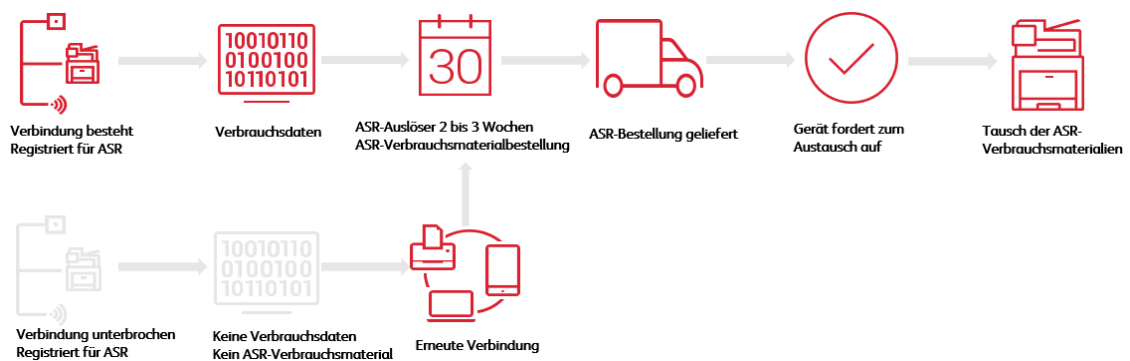 10010110
0100100
10110101
30
Verbindung besteht
Registriert für ASR
Verbrauchsdaten
ASR-Auslöser 2 bis 3 Wochen
ASR-Verbrauchsmaterialbestellung
ASR-Bestellung geliefert
Gerät fordert zum
Austausch auf
Tausch der ASR-
Verbrauchsmaterialien
10010110
0100100
10110101
Verbindung unterbrochen
Registriert für ASR
Keine Verbrauchsdaten
Kein ASR-Verbrauchsmaterial
Erneute Verbindung